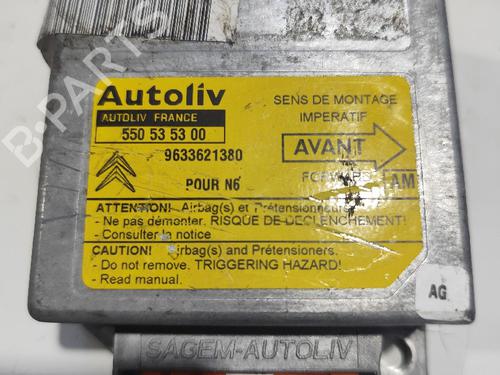 Autoliv
AUTOLIV FRANCE
550 53 53 00
9633621380
POUR N6
SENS DE MONTAGE
IMPERATIF
AVANT
FORWARD
AM
ATTENTION! Airbag(s) et Prétensionneurs
- Ne pas démonter. RISQUE DE DECLENCHEMENT!
- Consulter la notice
CAUTION! Airbag(s) and Prétensioners.
- Do not remove. TRIGGERING HAZARD!
- Read manual.
AG
SAGEM-AUTOLIV
B-PARTS